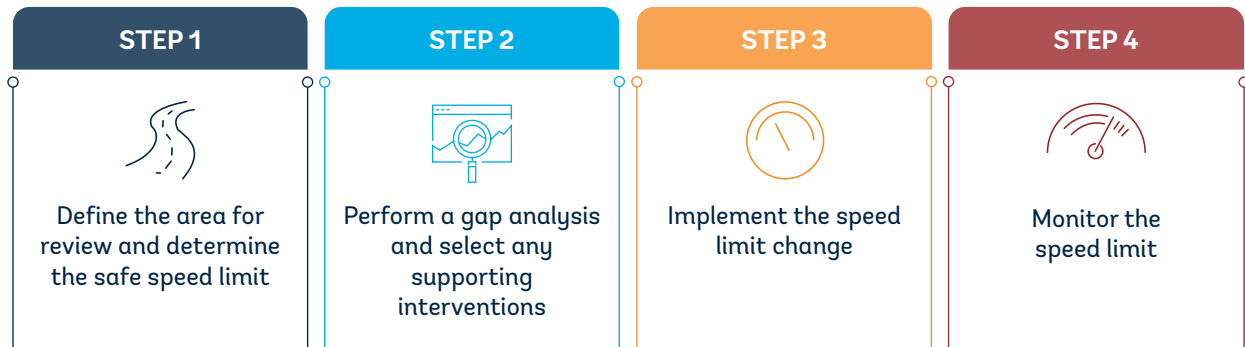 STEP 1
Define the area for
review and determine
the safe speed limit
STEP 2
Perform a gap analysis
and select any
supporting
interventions
STEP 3
Implement the speed
limit change
STEP 4
Monitor the
speed limit